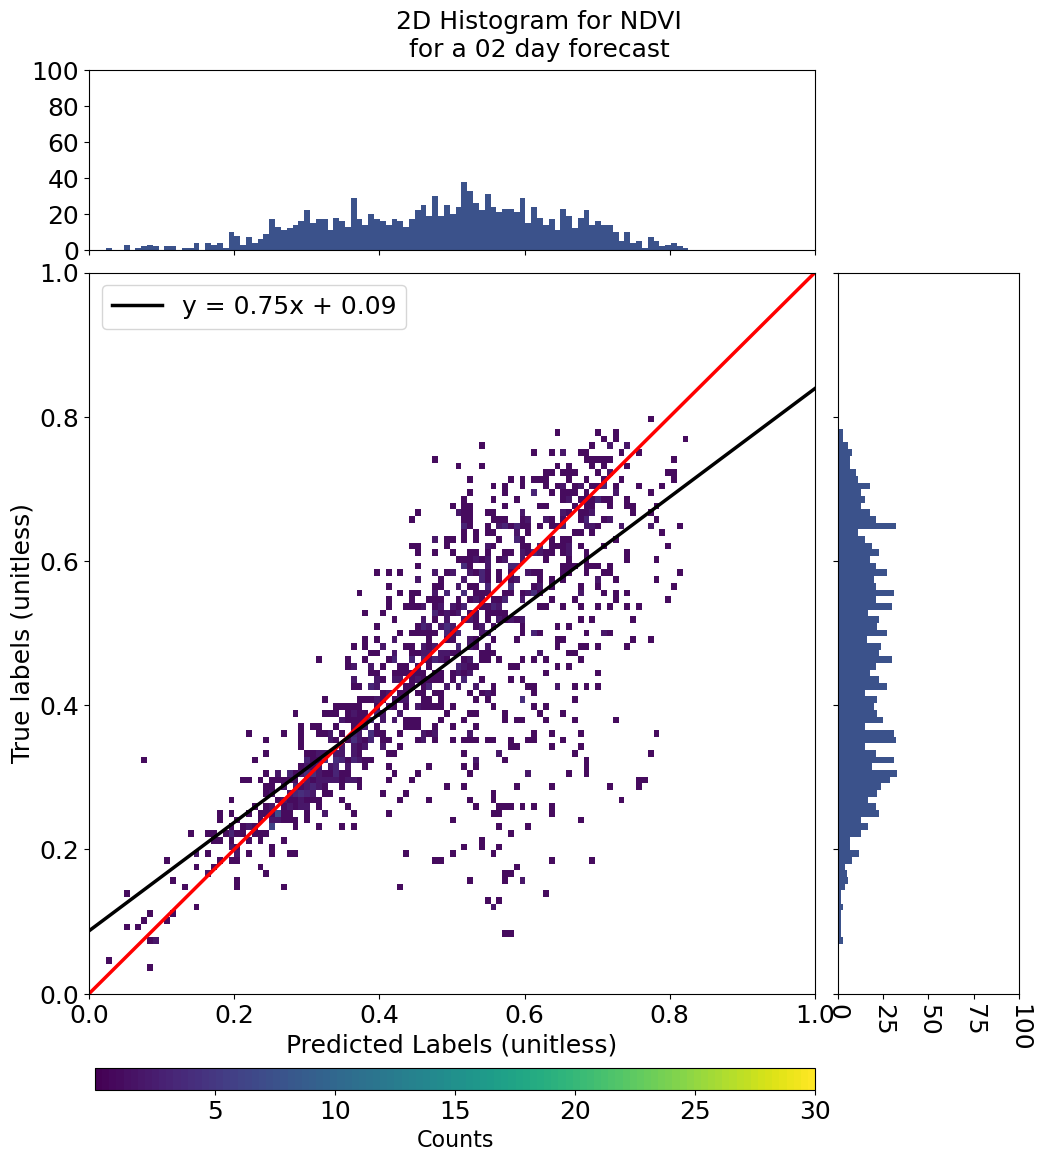 2D Histogram for NDVI
for a 02 day forecast
100
80
60
40
20
0
1.0
0.8
0.6
0.4
0.2
0.0
True labels (unitless)
y = 0.75x + 0.09
0.0 0.2 0.4 0.6 0.8 1.0
Predicted Labels (unitless)
0 25 50 75 100
5 10 15 20 25 30
Counts